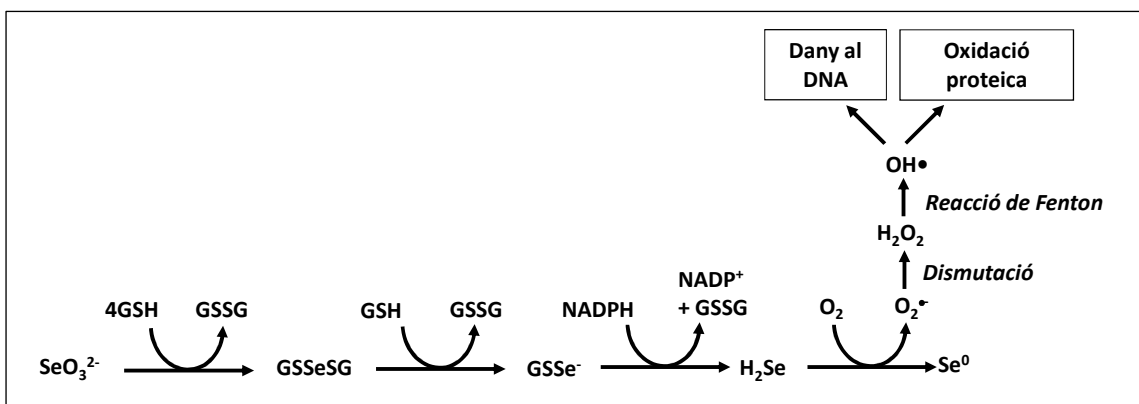 Dany al
DNA
Oxidació
proteica
OH•
Reacció de Fenton
H₂O₂
Dismutació
4GSH
GSSG
GSH
GSSG
NADPH
NADP⁺
+ GSSG
O₂
O₂•⁻
SeO₃²⁻
GSSeSG
GSSe⁻
H₂Se
Se⁰